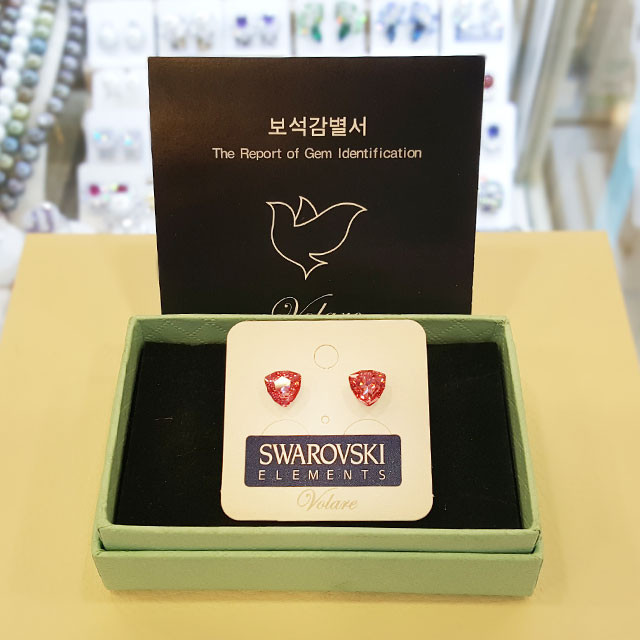 보석감별서
The Report of Gem Identification
Volare
SWAROVSKI
ELEMENTS
Volare